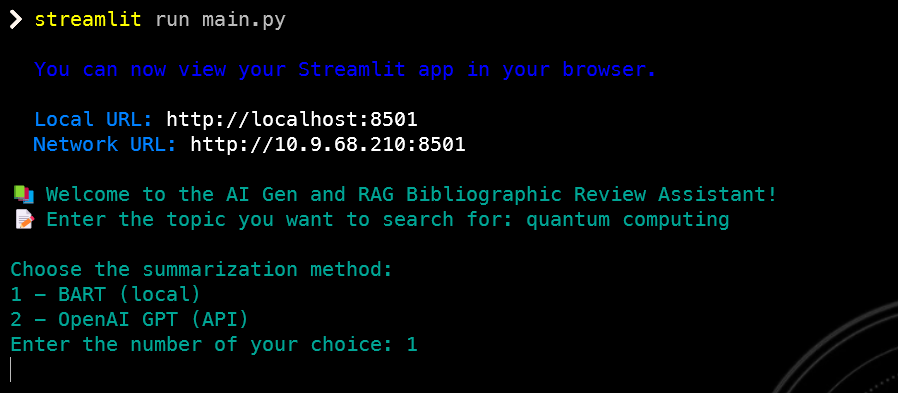 ❯ streamlit run main.py
You can now view your Streamlit app in your browser.
Local URL: http://localhost:8501
Network URL: http://10.9.68.210:8501
📚 Welcome to the AI Gen and RAG Bibliographic Review Assistant!
📝 Enter the topic you want to search for: quantum computing
Choose the summarization method:
1 - BART (local)
2 - OpenAI GPT (API)
Enter the number of your choice: 1